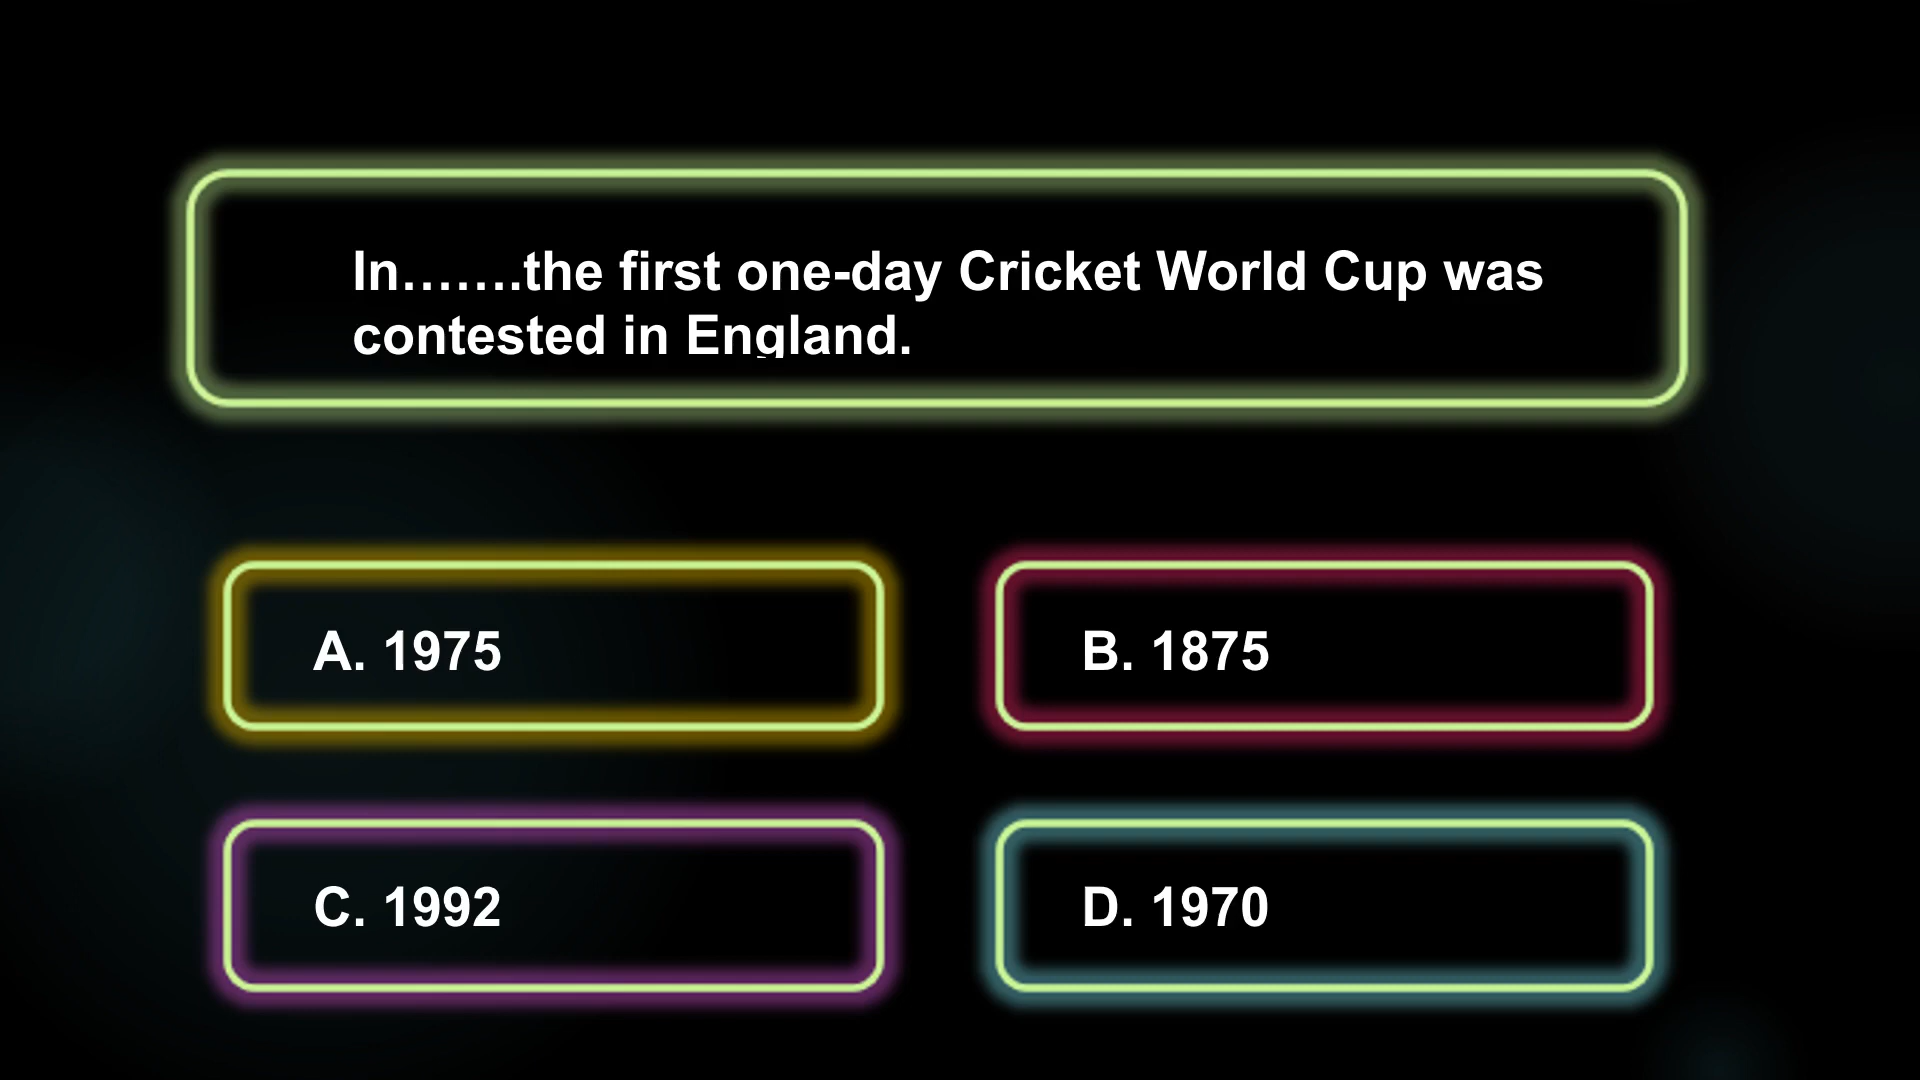 In…….the first one-day Cricket World Cup was
contested in England.
A. 1975
B. 1875
C. 1992
D. 1970